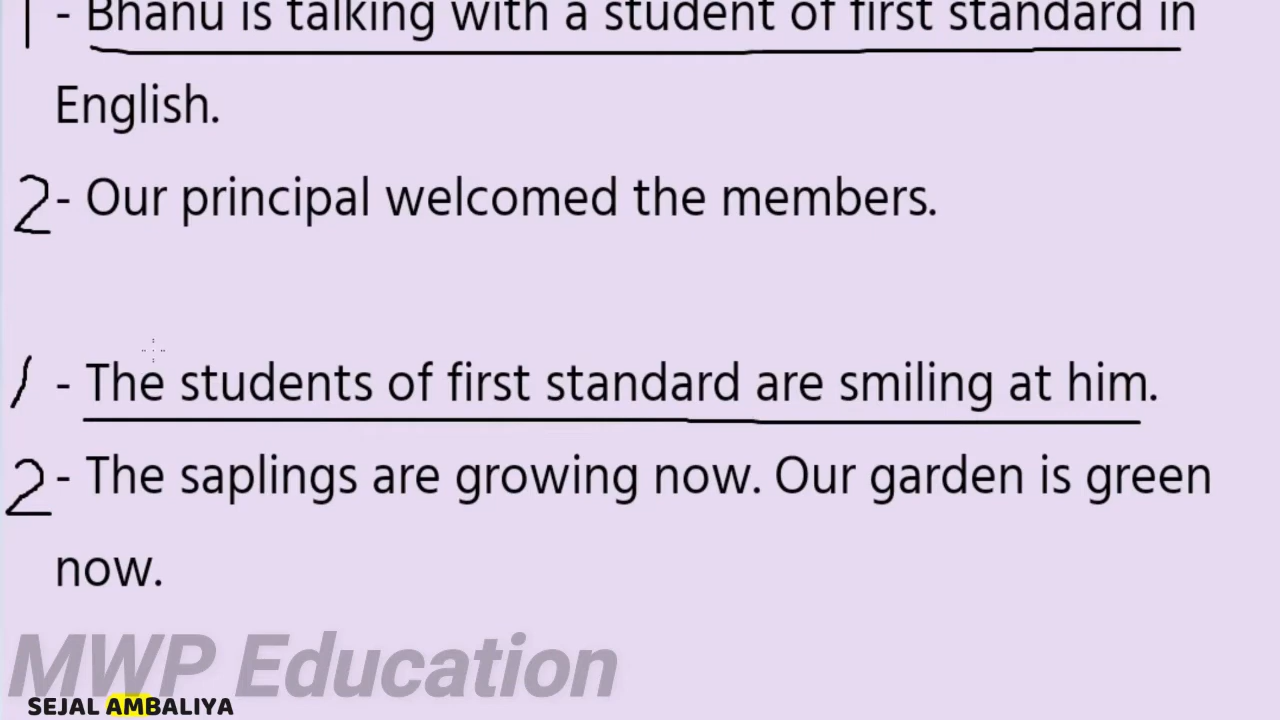 1 - Bhanu is talking with a student of first standard in
English.
2 - Our principal welcomed the members.
1 - The students of first standard are smiling at him.
2 - The saplings are growing now. Our garden is green
now.
MWP Education
SEJAL AMBALIYA